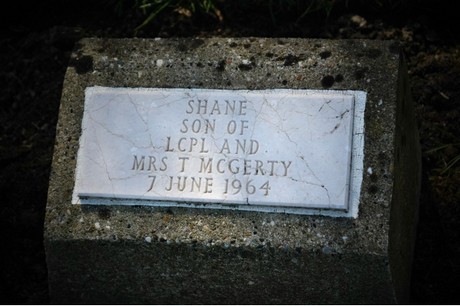 SHANE
SON OF
LCPL AND
MRS T MCGERTY
7 JUNE 1964